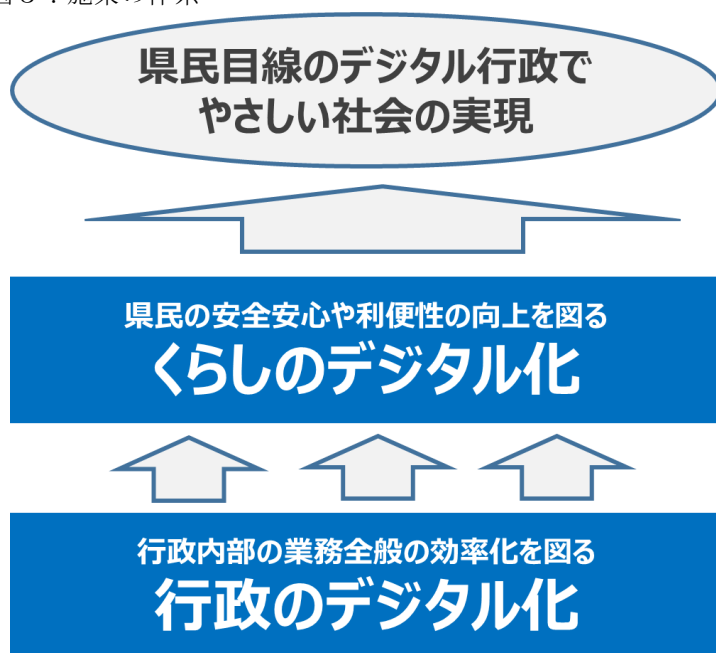 県民目線のデジタル行政で
やさしい社会の実現
県民の安全安心や利便性の向上を図る
くらしのデジタル化
行政内部の業務全般の効率化を図る
行政のデジタル化